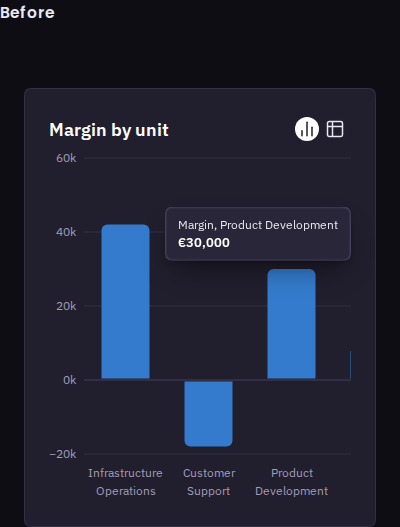 Before
Margin by unit
60k
Margin, Product Development
€30,000
40k
20k
0k
−20k
Infrastructure Operations
Customer Support
Product Development